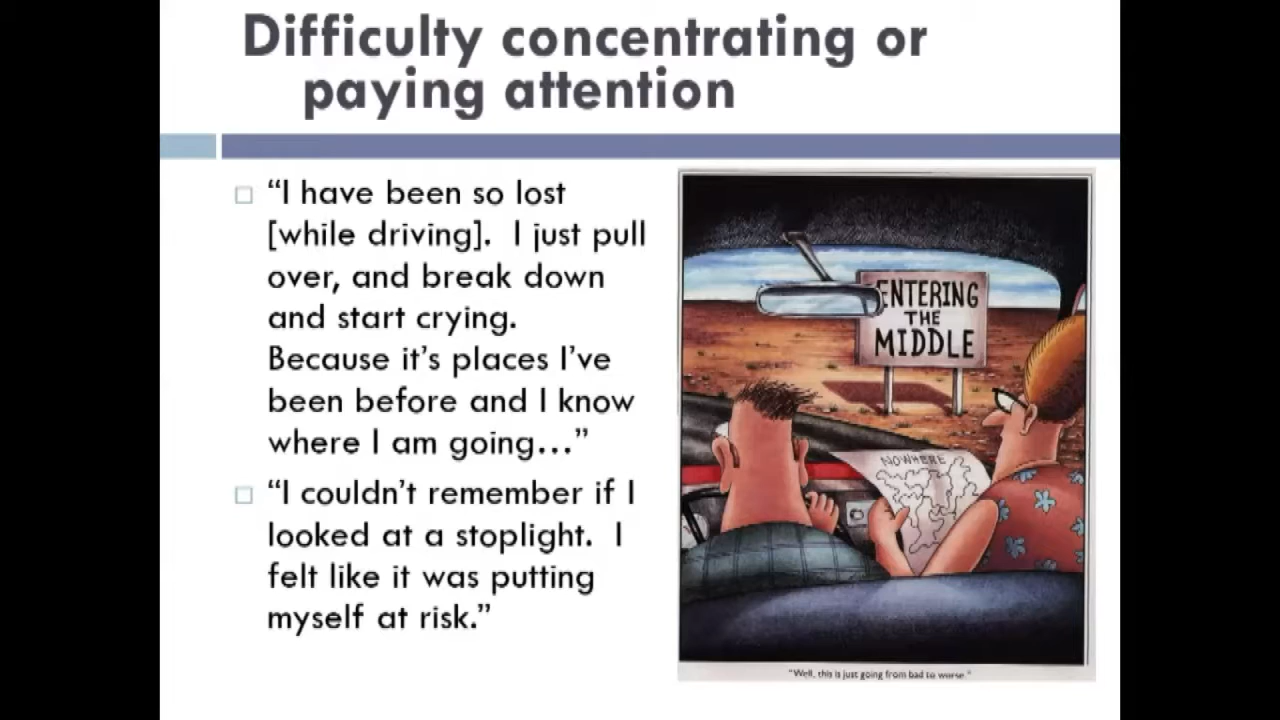 Difficulty concentrating or
paying attention
“I have been so lost
[while driving].  I just pull
over, and break down
and start crying.
Because it’s places I’ve
been before and I know
where I am going…”
“I couldn’t remember if I
looked at a stoplight.  I
felt like it was putting
myself at risk.”
ENTERING
THE
MIDDLE
NOWHERE
"Well, this is just going from bad to worse."